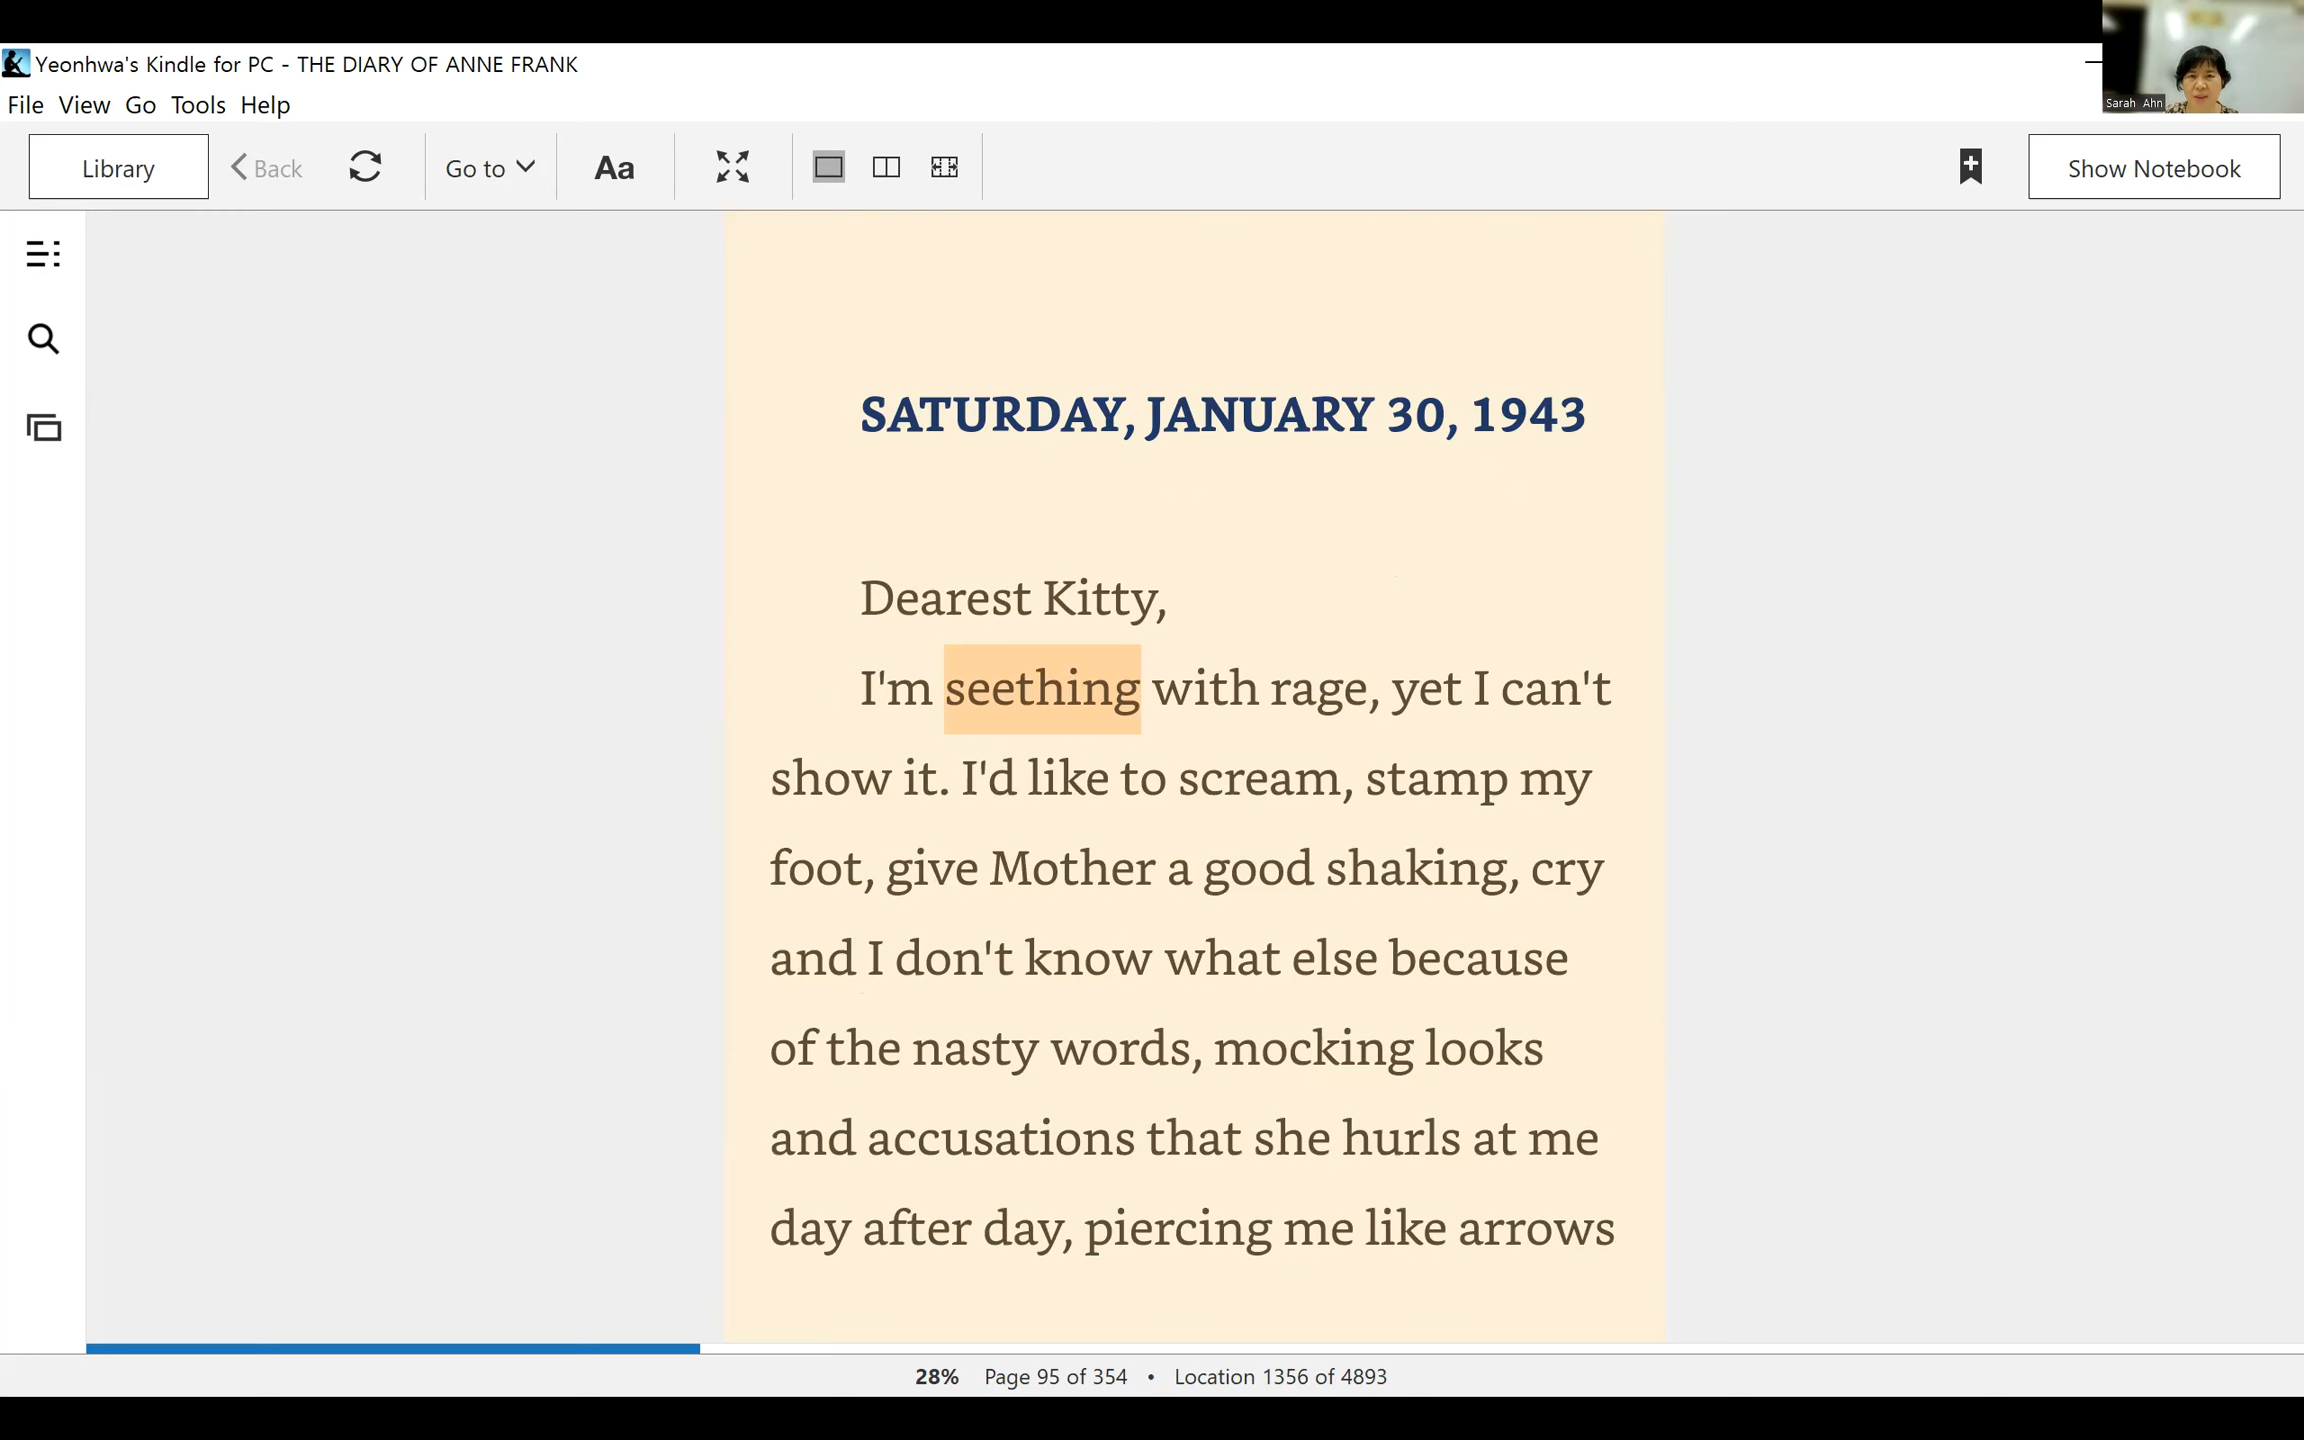 Yeonhwa's Kindle for PC - THE DIARY OF ANNE FRANK
Sarah Ahn
File View Go Tools Help
Library Back Go to Aa Show Notebook
SATURDAY, JANUARY 30, 1943
Dearest Kitty,
I'm seething with rage, yet I can't
show it. I'd like to scream, stamp my
foot, give Mother a good shaking, cry
and I don't know what else because
of the nasty words, mocking looks
and accusations that she hurls at me
day after day, piercing me like arrows
28% Page 95 of 354 • Location 1356 of 4893